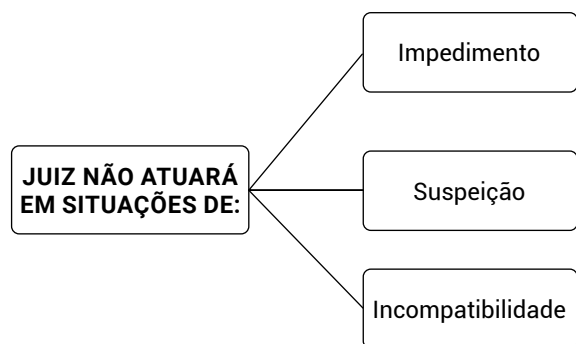 Impedimento
JUIZ NÃO ATUARÁ
EM SITUAÇÕES DE:
Suspeição
Incompatibilidade